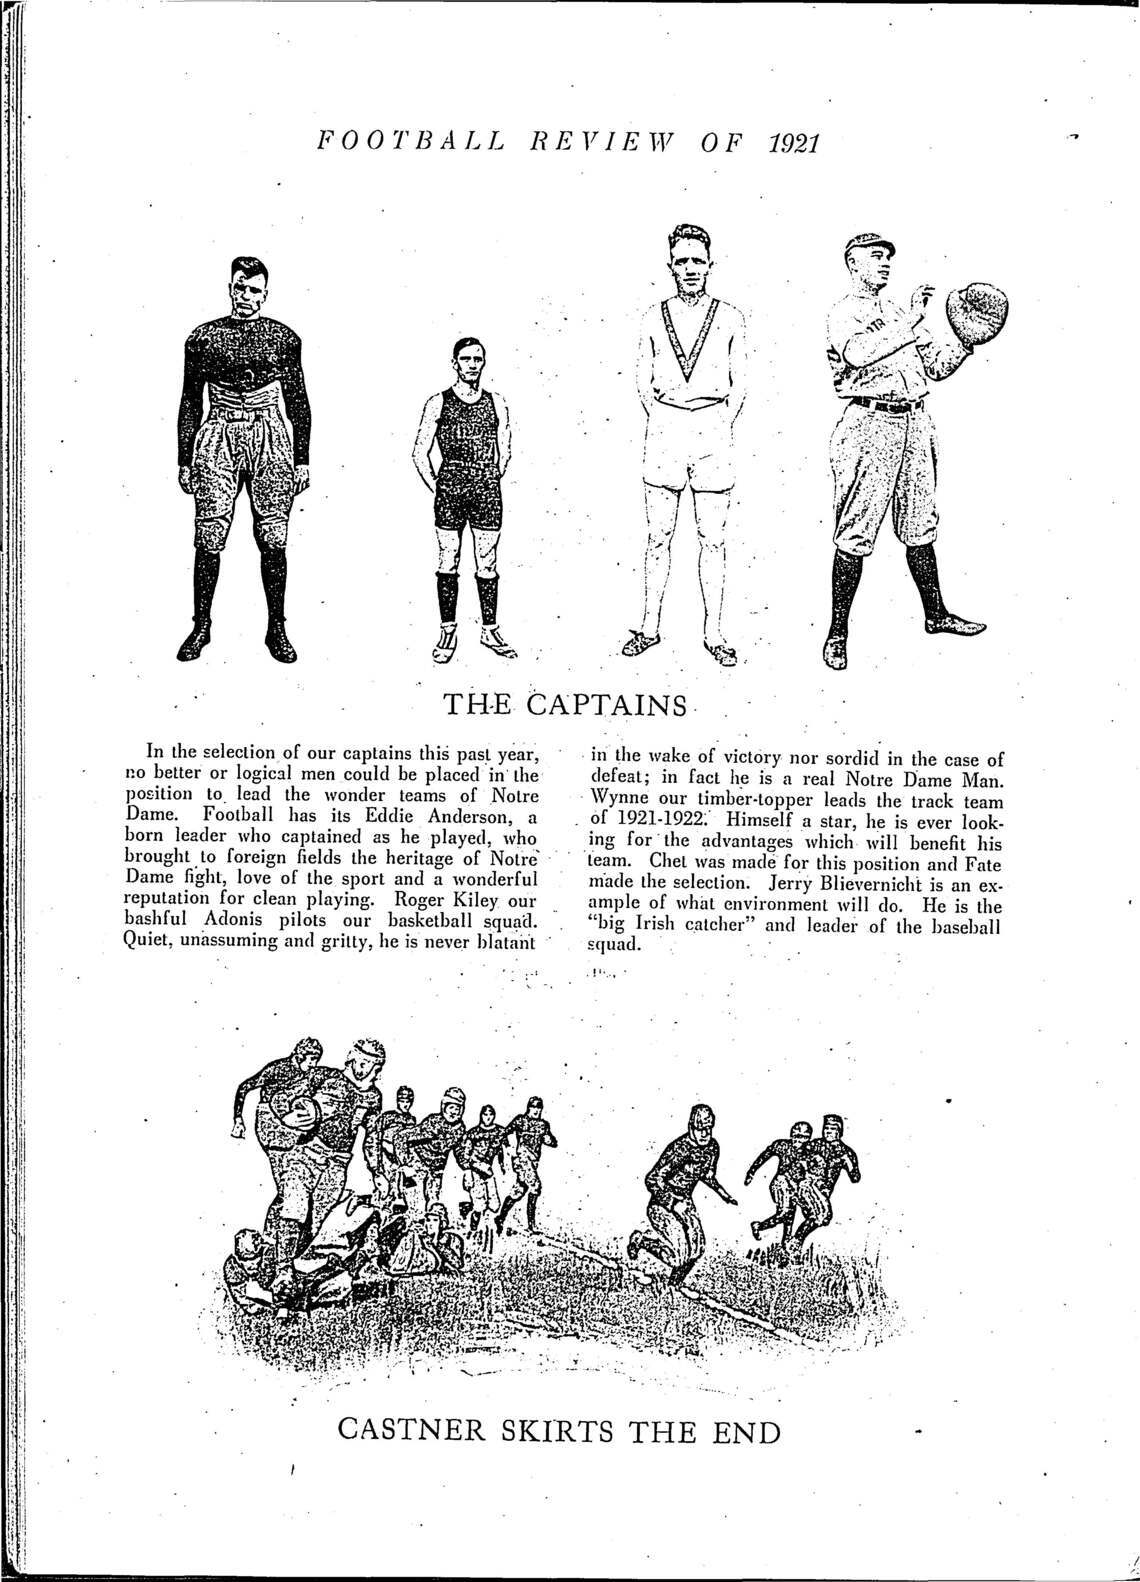 FOOTBALL REVIEW OF 1921
THE CAPTAINS
In the selection of our captains this past year,
no better or logical men could be placed in the
position to lead the wonder teams of Notre
Dame. Football has its Eddie Anderson, a
born leader who captained as he played, who
brought to foreign fields the heritage of Notre
Dame fight, love of the sport and a wonderful
reputation for clean playing. Roger Kiley our
bashful Adonis pilots our basketball squad.
Quiet, unassuming and gritty, he is never blatant
in the wake of victory nor sordid in the case of
defeat; in fact he is a real Notre Dame Man.
Wynne our timber-topper leads the track team
of 1921-1922. Himself a star, he is ever look-
ing for the advantages which will benefit his
team. Chet was made for this position and Fate
made the selection. Jerry Blievernicht is an ex-
ample of what environment will do. He is the
"big Irish catcher" and leader of the baseball
squad.
CASTNER SKIRTS THE END